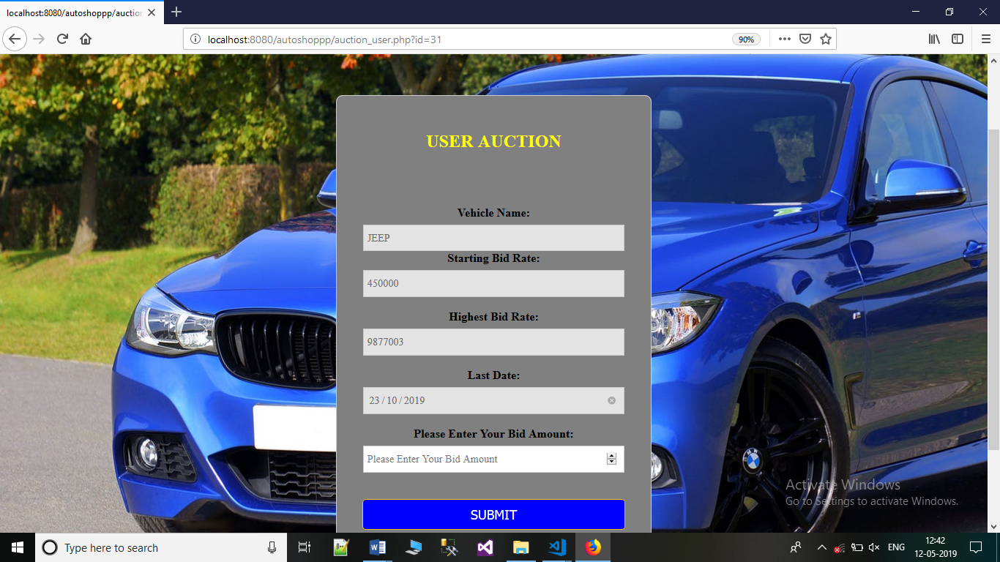 localhost:8080/autoshoppp/auction
localhost:8080/autoshoppp/auction_user.php?id=31
90%
USER AUCTION
Vehicle Name:
JEEP
Starting Bid Rate:
450000
Highest Bid Rate:
9877003
Last Date:
23 / 10 / 2019
Please Enter Your Bid Amount:
Please Enter Your Bid Amount
SUBMIT
Activate Windows
Go to Settings to activate Windows.
Type here to search
ENG
12:42
12-05-2019